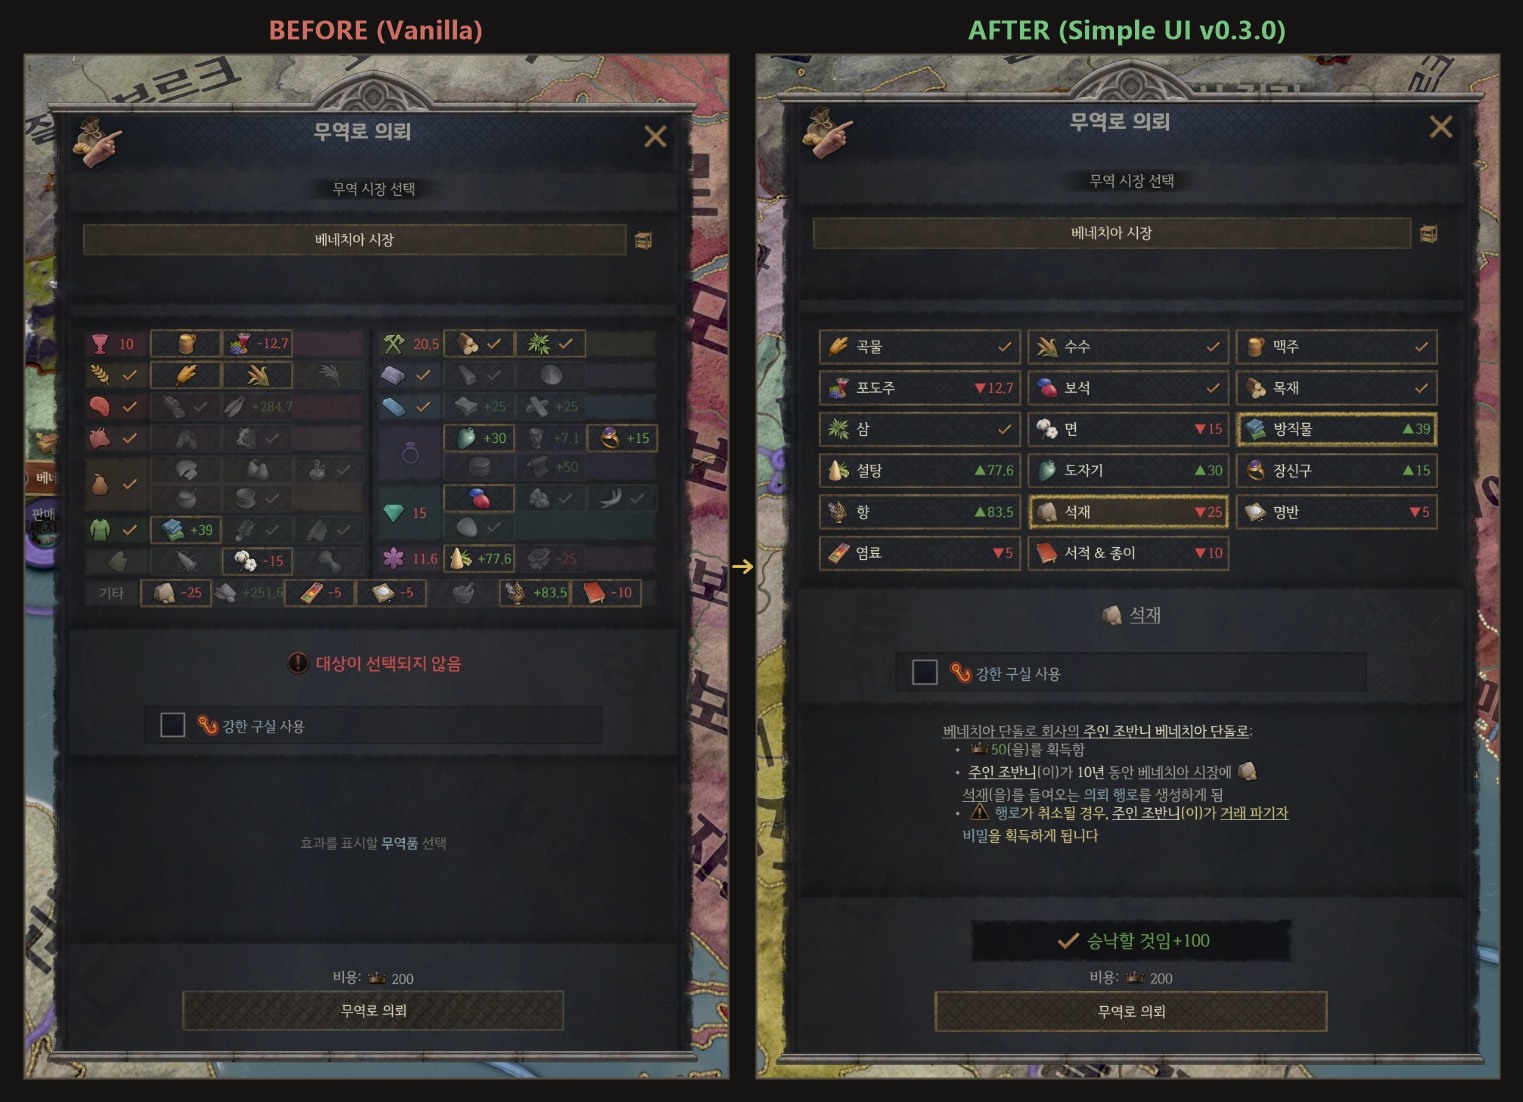 BEFORE (Vanilla)
무역로 의뢰
무역 시장 선택
베네치아 시장
10 -12,7 20,5
+284,7 +25 +25
+30 +7,1 +15
+50
15
+39
-15 11,6 +77,6 -25
기타 -25 +251,6 -5 -5 +83,5 -10
대상이 선택되지 않음
강한 구실 사용
효과를 표시할 무역품 선택
비용: 200
무역로 의뢰
AFTER (Simple UI v0.3.0)
무역로 의뢰
무역 시장 선택
베네치아 시장
곡물 수수 맥주
포도주 ▼12,7 보석 목재
삼 면 ▼15 방직물 ▲39
설탕 ▲77,6 도자기 ▲30 장신구 ▲15
향 ▲83,5 석재 ▼25 명반 ▼5
염료 ▼5 서적 & 종이 ▼10
석재
강한 구실 사용
베네치아 단돌로 회사의 주인 조반니 베네치아 단돌로:
• 50(을)를 획득함
• 주인 조반니(이)가 10년 동안 베네치아 시장에
석재(을)를 들여오는 의뢰 행로를 생성하게 됨
• 행로가 취소될 경우, 주인 조반니(이)가 거래 파기자
비밀을 획득하게 됩니다
승낙할 것임+100
비용: 200
무역로 의뢰